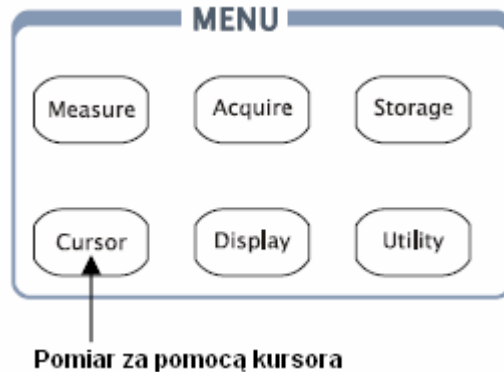 MENU
Measure Acquire Storage
Cursor Display Utility
Pomiar za pomocą kursora